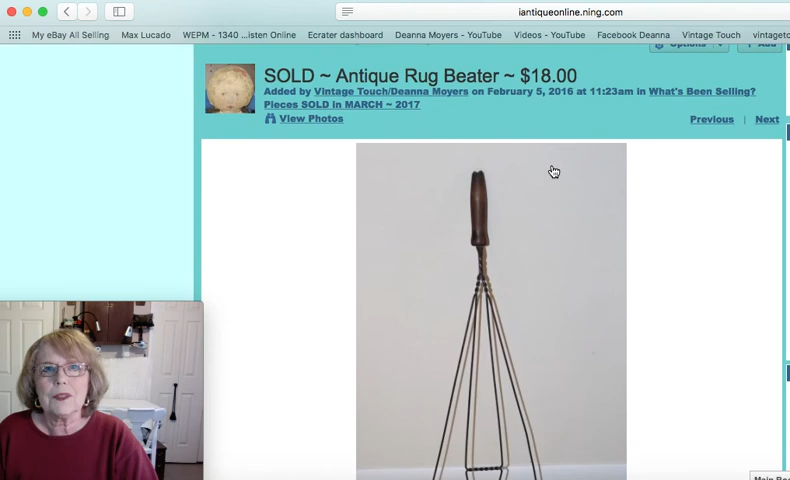 iantiqueonline.ning.com
My eBay All Selling
Max Lucado
WEPM - 1340 ...isten Online
Ecrater dashboard
Deanna Moyers - YouTube
Videos - YouTube
Facebook Deanna
Vintage Touch
Options
Add
SOLD ~ Antique Rug Beater ~ $18.00
Added by Vintage Touch/Deanna Moyers on February 5, 2016 at 11:23am in What's Been Selling?
Pieces SOLD in MARCH ~ 2017
View Photos
Previous | Next